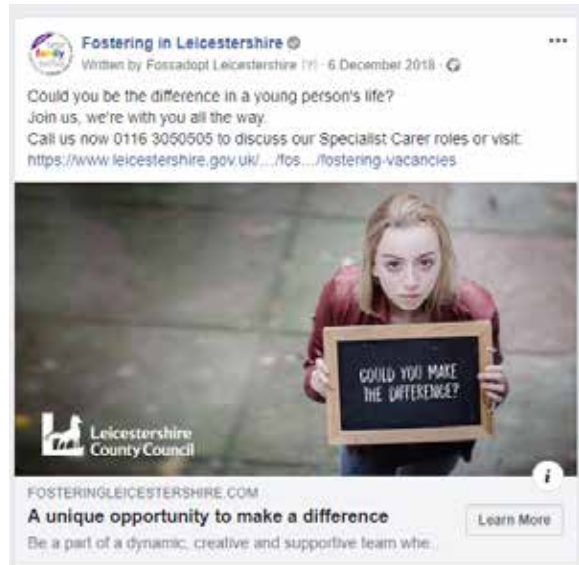 Fostering in Leicestershire
Written by Fossadopt Leicestershire [?] · 6 December 2018 ·
Could you be the difference in a young person's life?
Join us, we're with you all the way.
Call us now 0116 3050505 to discuss our Specialist Carer roles or visit:
https://www.leicestershire.gov.uk/…/fos…/fostering-vacancies
COULD YOU MAKE
THE DIFFERENCE?
Leicestershire
County Council
i
FOSTERINGLEICESTERSHIRE.COM
A unique opportunity to make a difference
Learn More
Be a part of a dynamic, creative and supportive team whe...